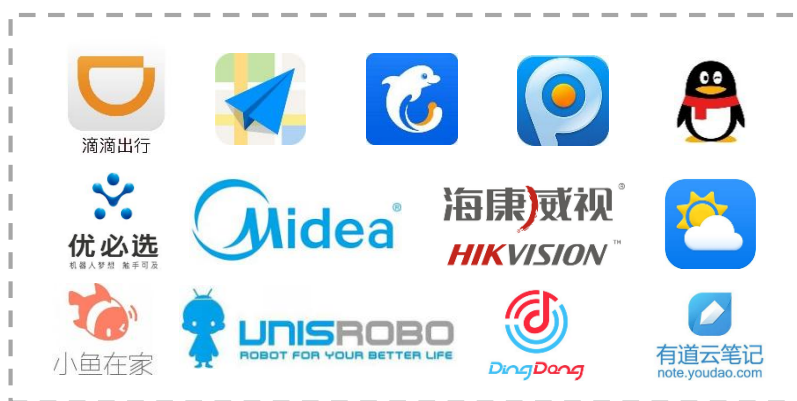 滴滴出行
优必选
机器人梦想 触手可及
Midea®
海康威视®
HIKVISION™
小鱼在家
UNISROBO
ROBOT FOR YOUR BETTER LIFE
DingDong
有道云笔记
note.youdao.com